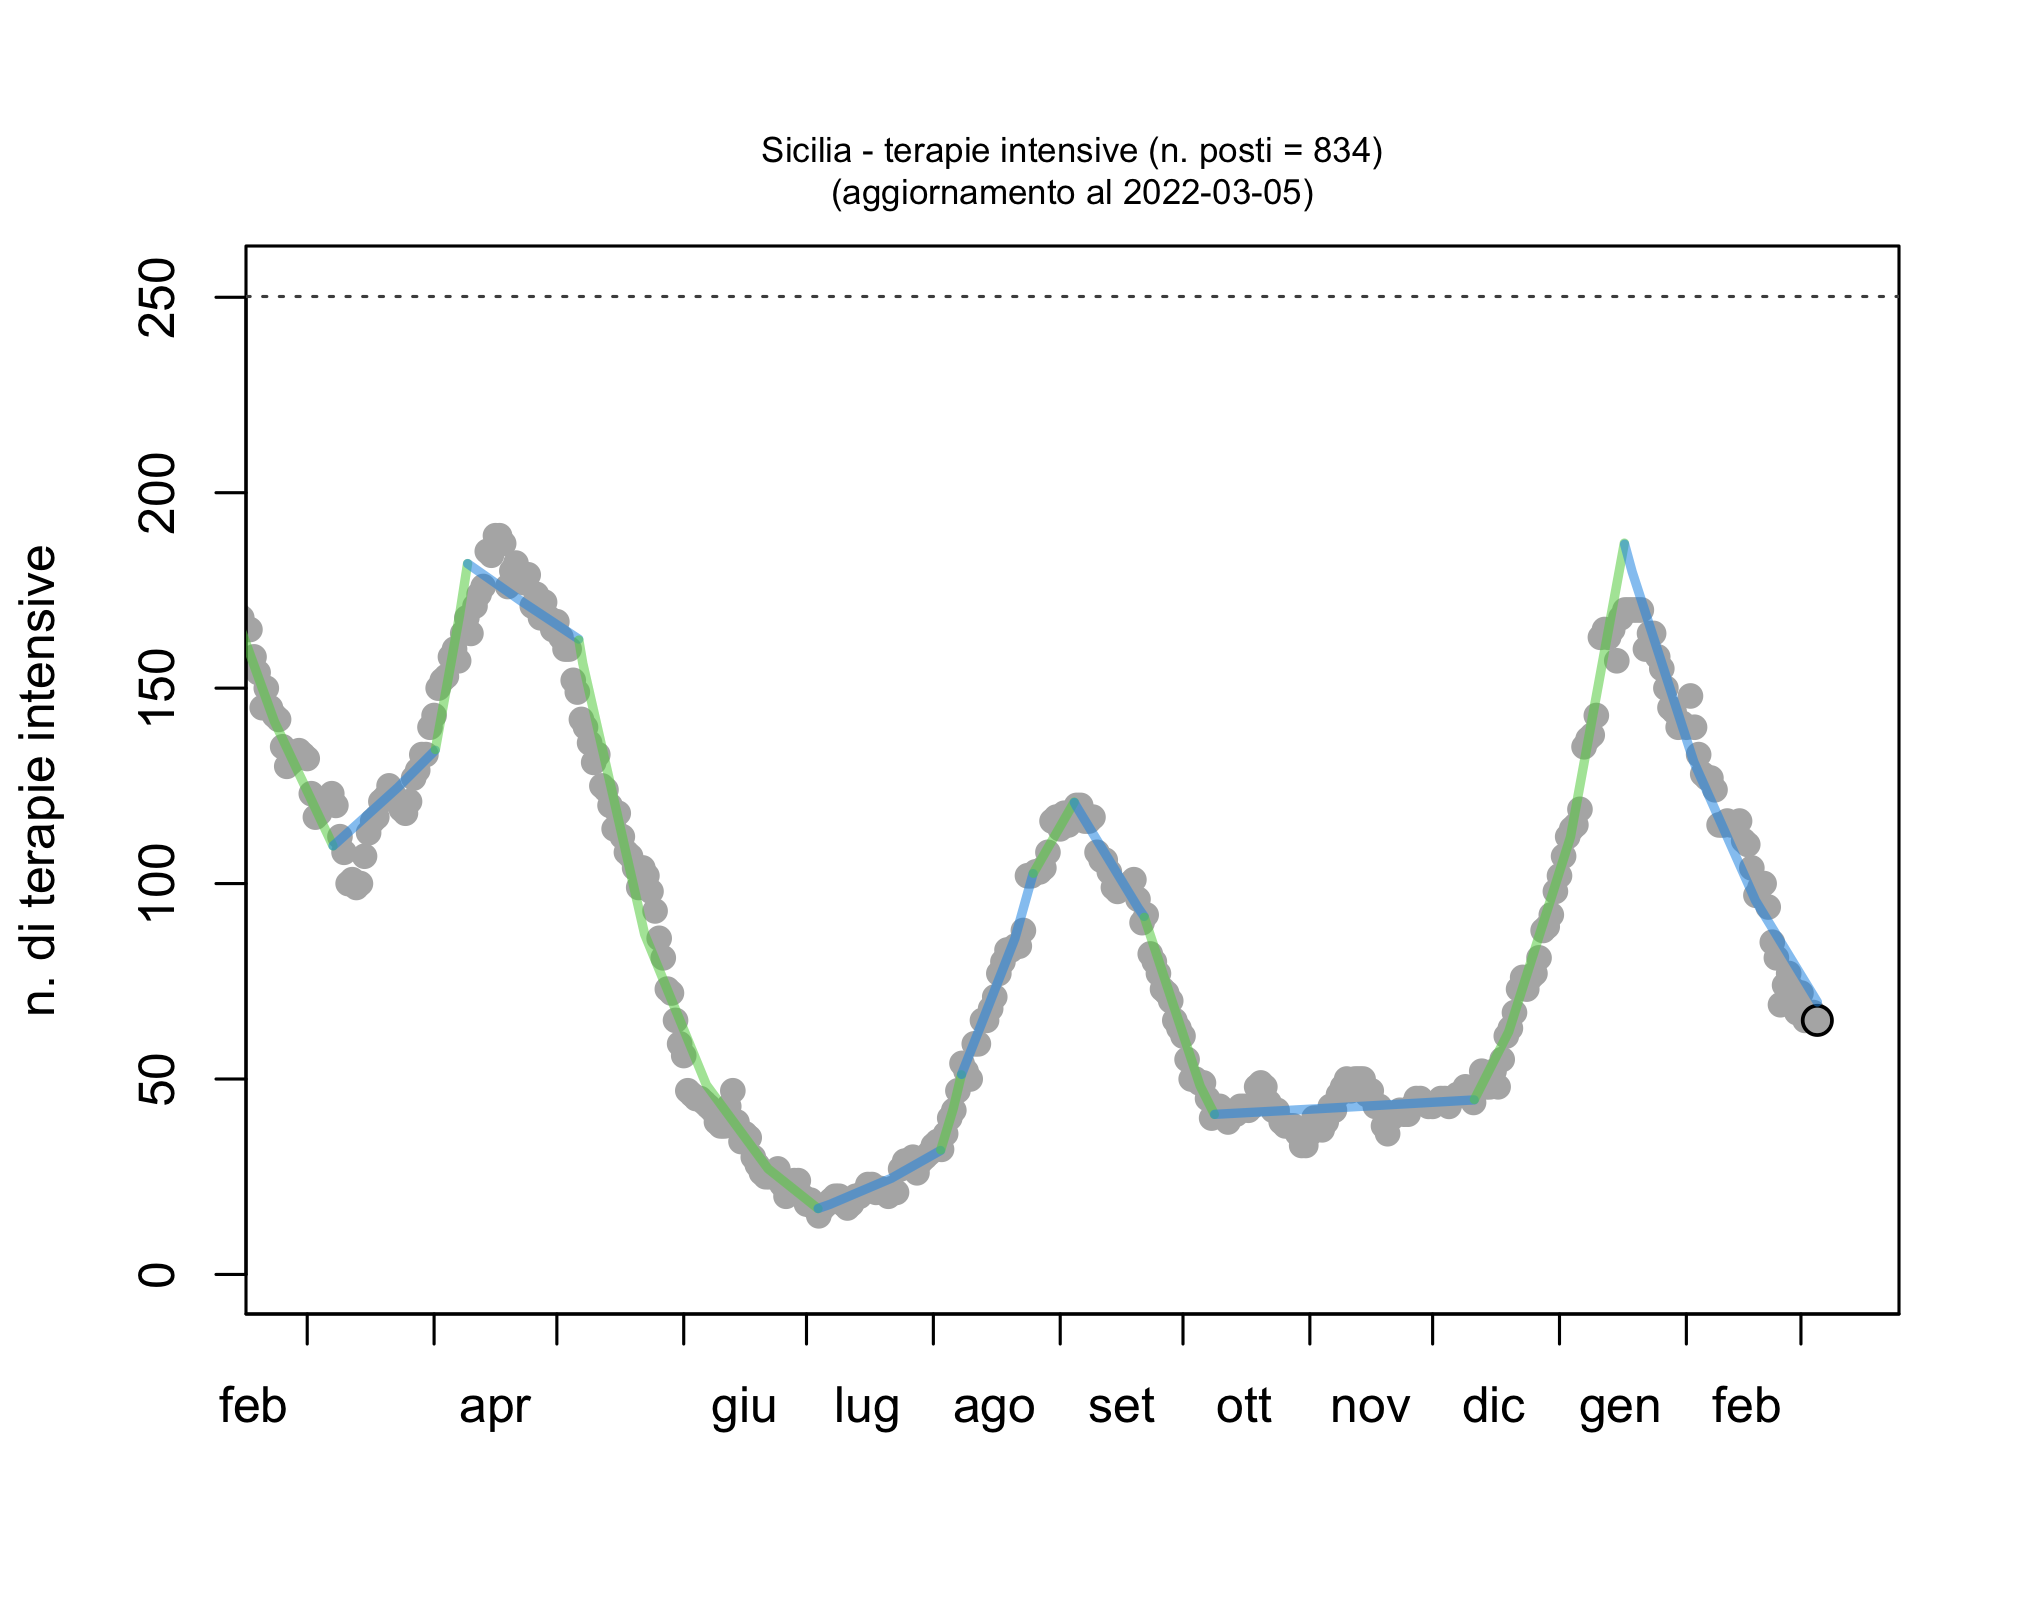 Sicilia - terapie intensive (n. posti = 834)
(aggiornamento al 2022-03-05)
250
200
150
100
50
0
n. di terapie intensive
feb apr giu lug ago set ott nov dic gen feb